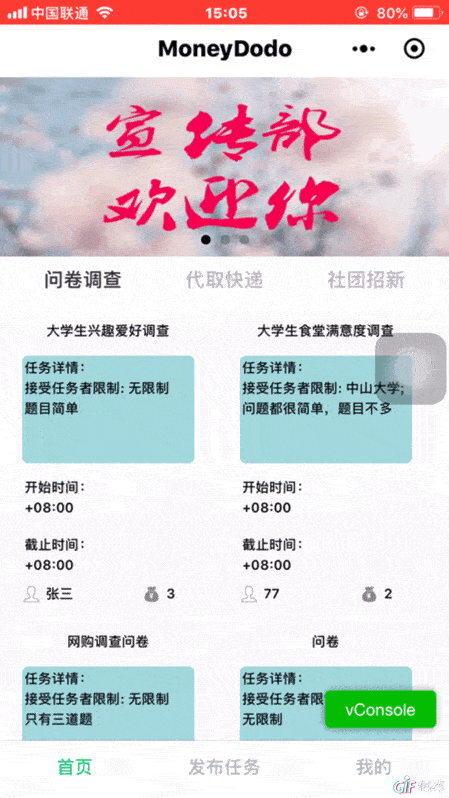 中国联通
15:05
80%
MoneyDodo
宣传部
欢迎你
问卷调查
代取快递
社团招新
大学生兴趣爱好调查
任务详情:
接受任务者限制: 无限制
题目简单
开始时间:
+08:00
截止时间:
+08:00
张三
3
大学生食堂满意度调查
任务详情:
接受任务者限制: 中山大学;
问题都很简单，题目不多
开始时间:
+08:00
截止时间:
+08:00
77
2
网购调查问卷
任务详情:
接受任务者限制: 无限制
只有三道题
问卷
任务详情:
接受任务者限
无限制
vConsole
首页
发布任务
我的
GIF